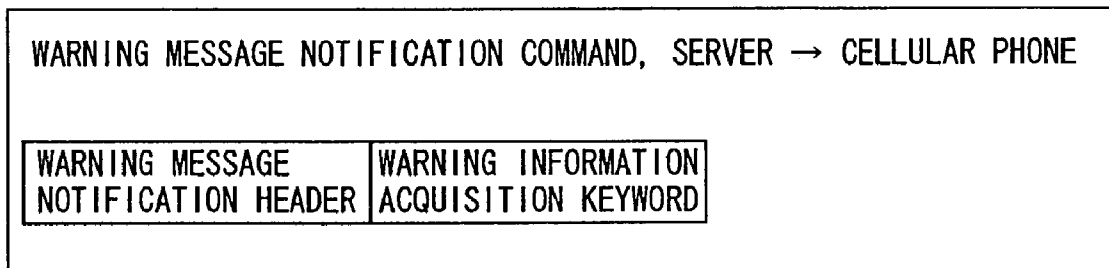 WARNING MESSAGE NOTIFICATION COMMAND, SERVER → CELLULAR PHONE
WARNING MESSAGE
NOTIFICATION HEADER
WARNING INFORMATION
ACQUISITION KEYWORD